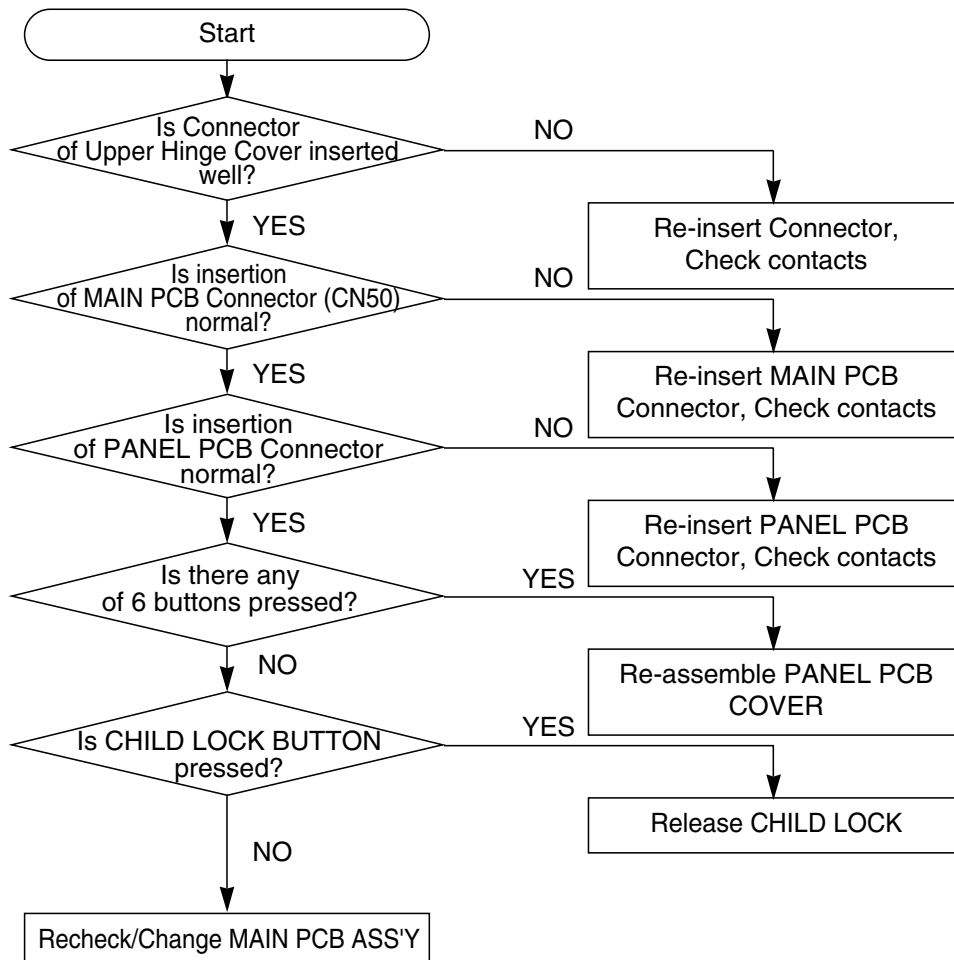 Start
Is Connector
of Upper Hinge Cover inserted
well?
NO
Re-insert Connector,
Check contacts
YES
Is insertion
of MAIN PCB Connector (CN50)
normal?
NO
Re-insert MAIN PCB
Connector, Check contacts
YES
Is insertion
of PANEL PCB Connector
normal?
NO
Re-insert PANEL PCB
Connector, Check contacts
YES
Is there any
of 6 buttons pressed?
YES
Re-assemble PANEL PCB
COVER
NO
Is CHILD LOCK BUTTON
pressed?
YES
Release CHILD LOCK
NO
Recheck/Change MAIN PCB ASS'Y